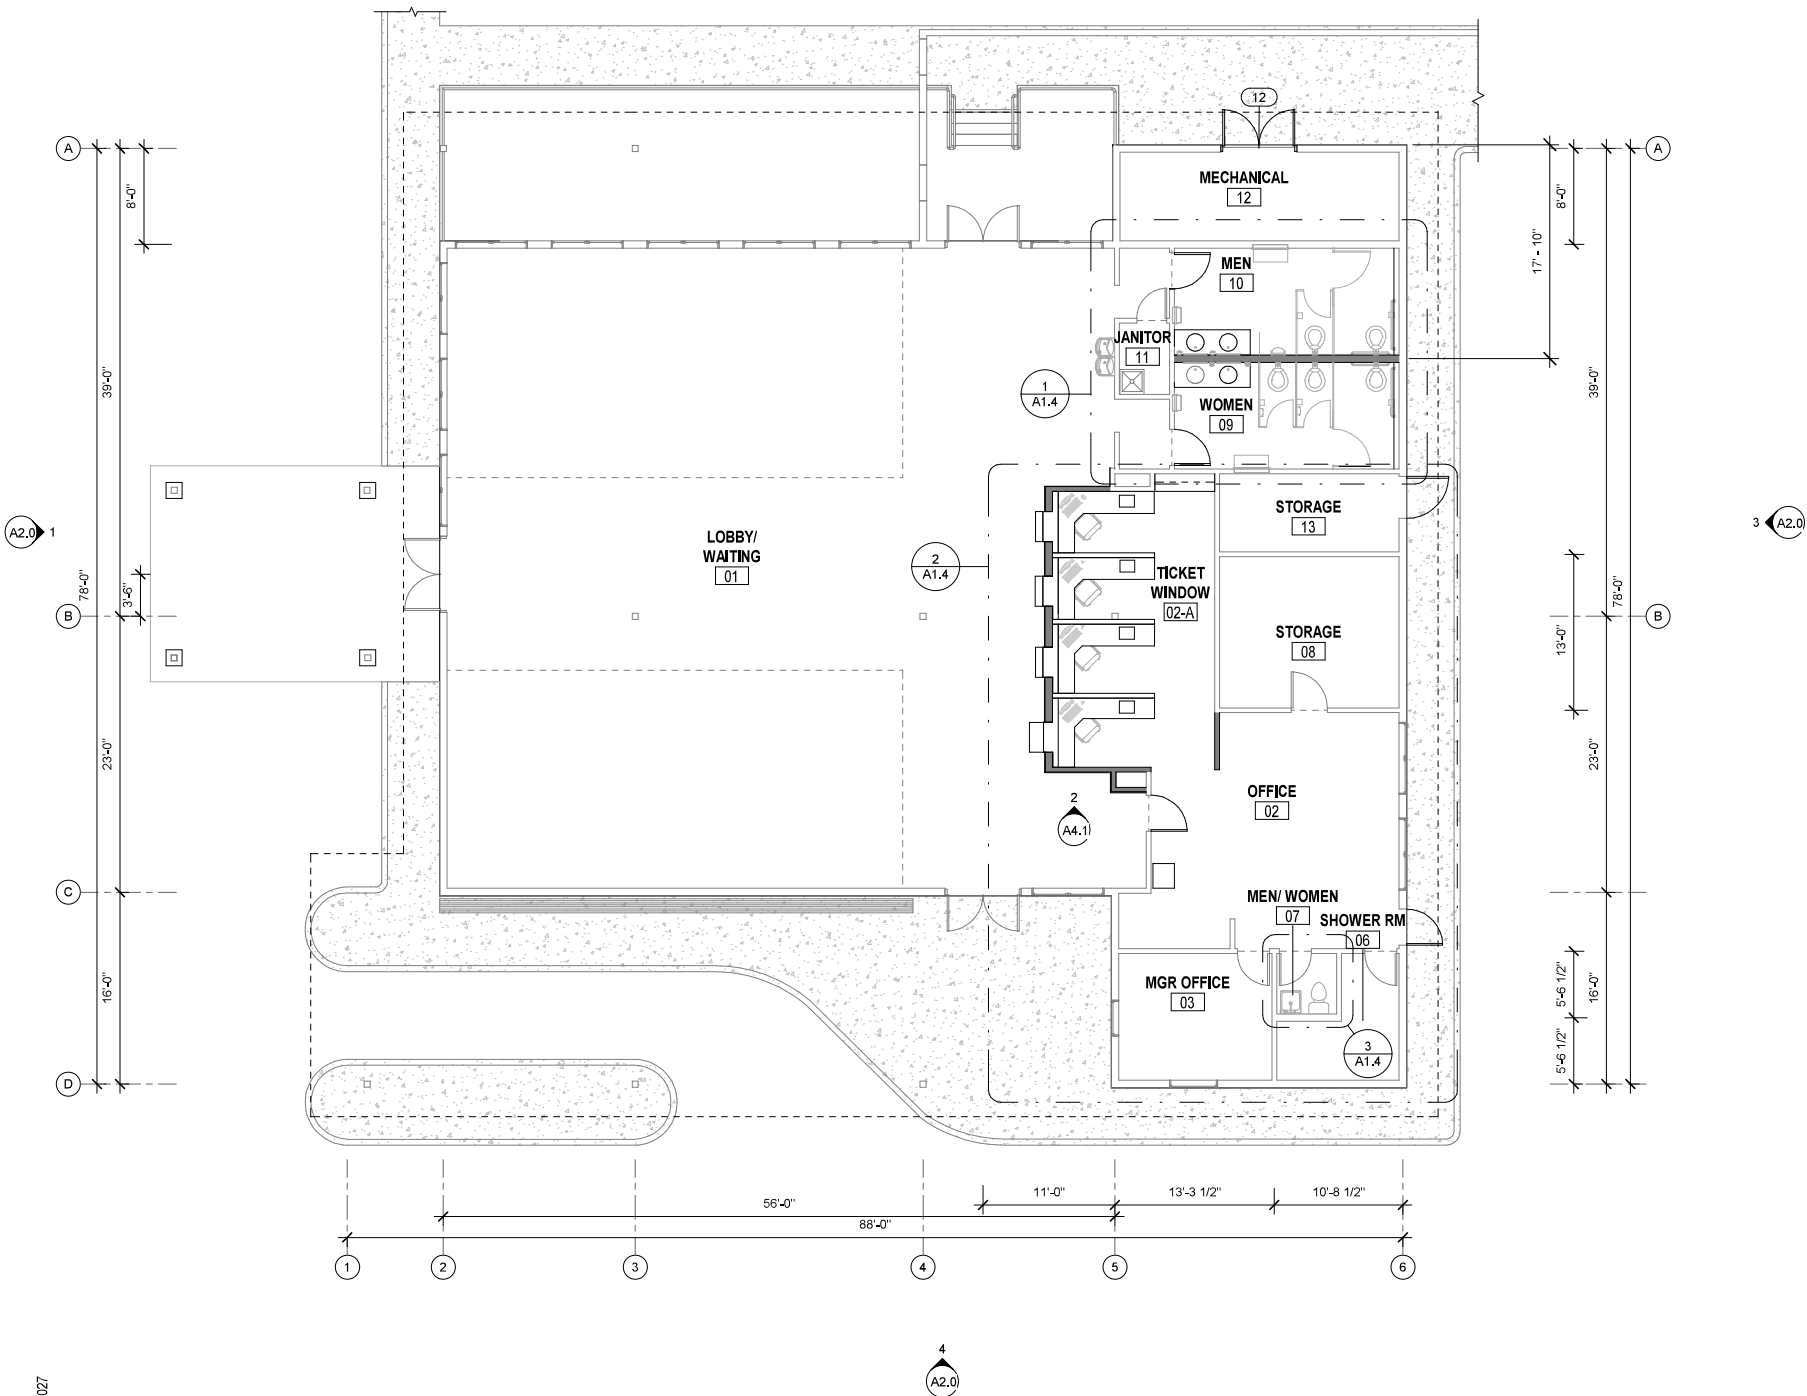 12
A
A
MECHANICAL
12
8'-0"
8'-0"
17' - 10"
MEN
10
JANITOR
11
39'-0"
39'-0"
1
A1.4
WOMEN
09
STORAGE
13
A2.0
1
3
A2.0
LOBBY/
WAITING
01
2
A1.4
TICKET
WINDOW
02-A
78'-0"
3'-6"
78'-0"
B
B
STORAGE
08
13'-0"
23'-0"
23'-0"
OFFICE
02
2
A4.1
C
MEN/ WOMEN
07
SHOWER RM
06
MGR OFFICE
03
16'-0"
5'-6 1/2"
16'-0"
5'-6 1/2"
3
A1.4
D
11'-0"
13'-3 1/2"
10'-8 1/2"
56'-0"
88'-0"
1
2
3
4
5
6
4
A2.0
027